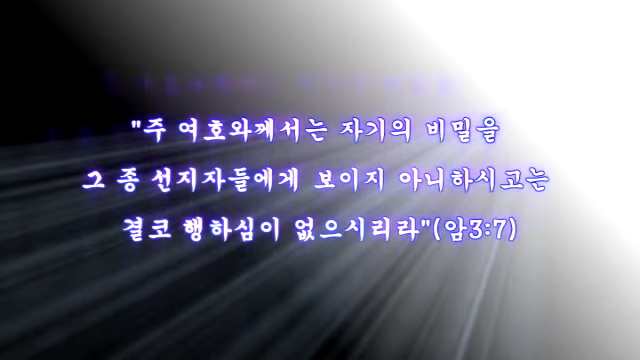 "주 여호와께서는 자기의 비밀을
그 종 선지자들에게 보이지 아니하시고는
결코 행하심이 없으시리라"(암3:7)